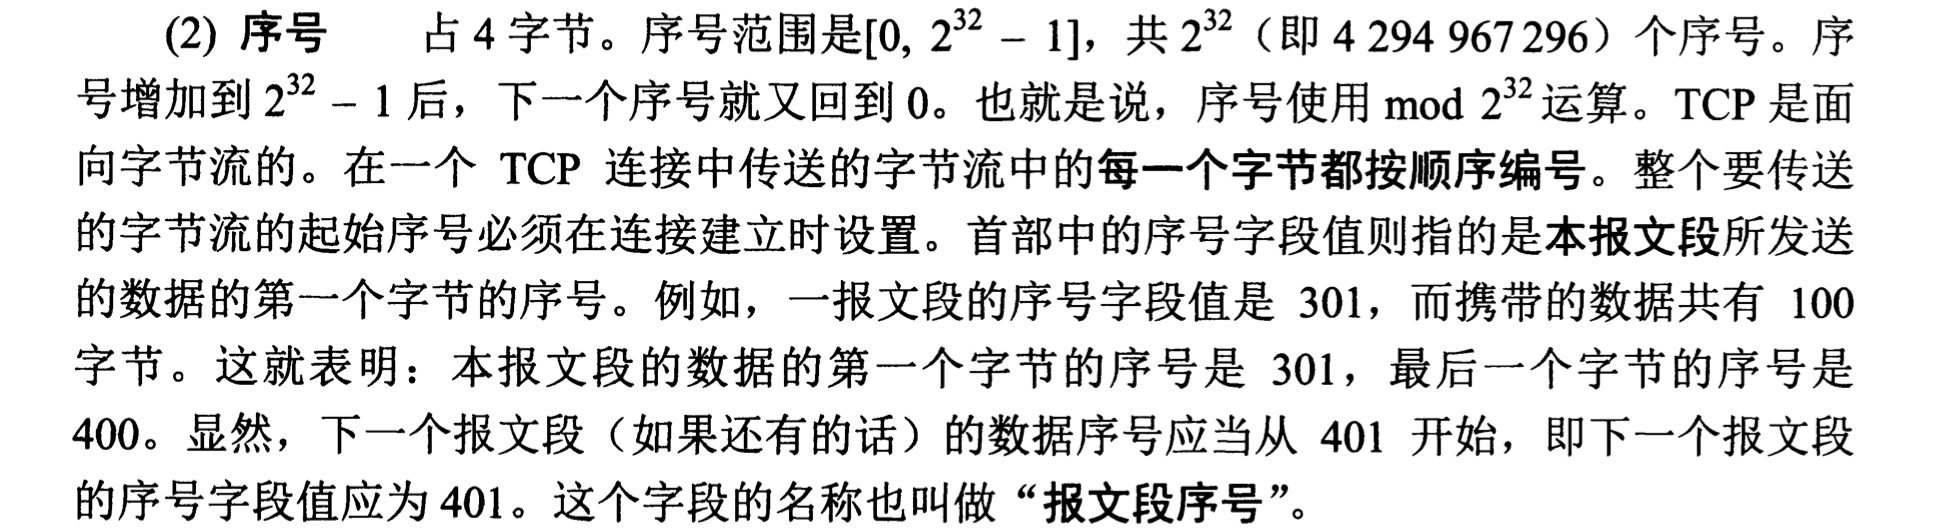 (2) 序号 占 4 字节。序号范围是[0, 2³² – 1]，共 2³²（即 4 294 967 296）个序号。序
号增加到 2³² – 1 后，下一个序号就又回到 0。也就是说，序号使用 mod 2³² 运算。TCP 是面
向字节流的。在一个 TCP 连接中传送的字节流中的每一个字节都按顺序编号。整个要传送
的字节流的起始序号必须在连接建立时设置。首部中的序号字段值则指的是本报文段所发送
的数据的第一个字节的序号。例如，一报文段的序号字段值是 301，而携带的数据共有 100
字节。这就表明：本报文段的数据的第一个字节的序号是 301，最后一个字节的序号是
400。显然，下一个报文段（如果还有的话）的数据序号应当从 401 开始，即下一个报文段
的序号字段值应为 401。这个字段的名称也叫做“报文段序号”。